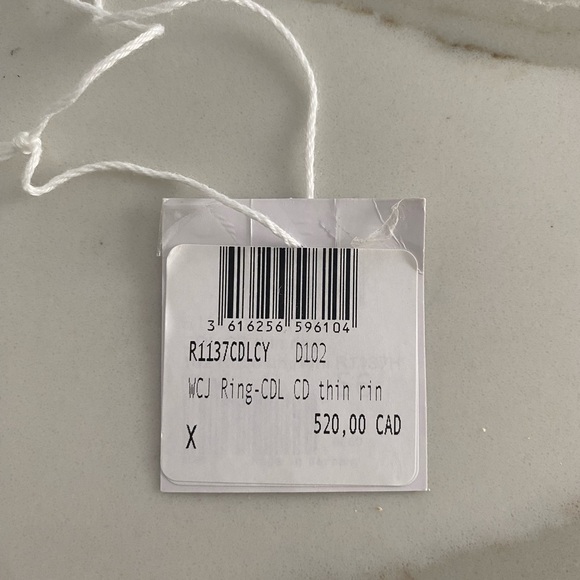 3 616256 596104
R1137CDLCY D102
WCJ Ring-CDL CD thin rin
520,00 CAD
X